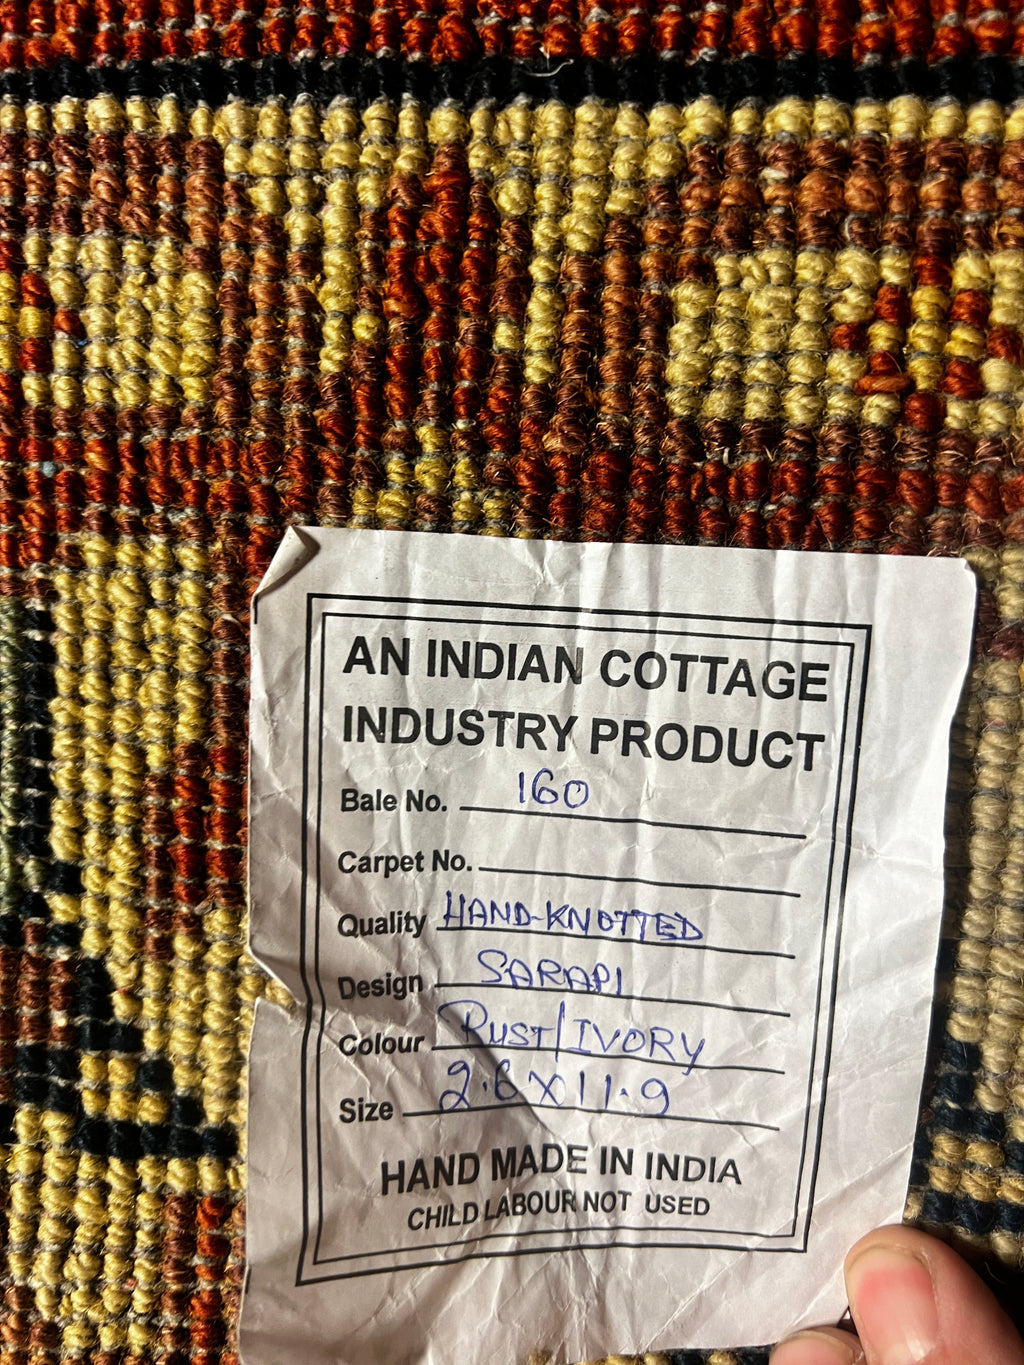 AN INDIAN COTTAGE
INDUSTRY PRODUCT
Bale No. 160
Carpet No.
Quality HAND-KNOTTED
Design SARAPI
Colour RUST/IVORY
Size 2.6X11.9
HAND MADE IN INDIA
CHILD LABOUR NOT USED